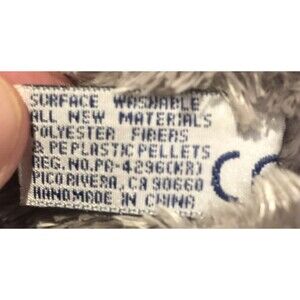 SURFACE WASHABLE
ALL NEW MATERIALS
POLYESTER FIBERS
& PE PLASTIC PELLETS
REG.NO.PA-4296(KR)
PICO RIVERA, CA 90660
HANDMADE IN CHINA
CE